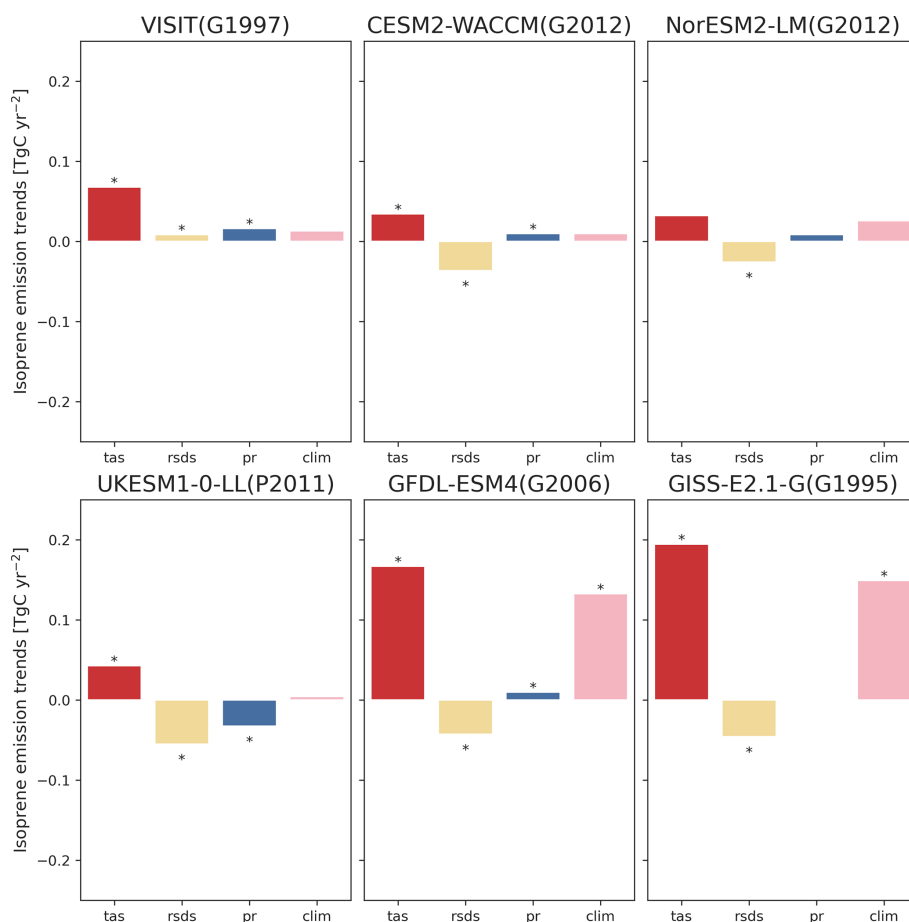 VISIT(G1997)
CESM2-WACCM(G2012)
NorESM2-LM(G2012)
Isoprene emission trends [TgC yr⁻²]
0.2
0.1
0.0
−0.1
−0.2
*
*
*
*
*
*
*
tas rsds pr clim
tas rsds pr clim
tas rsds pr clim
UKESM1-0-LL(P2011)
GFDL-ESM4(G2006)
GISS-E2.1-G(G1995)
Isoprene emission trends [TgC yr⁻²]
0.2
0.1
0.0
−0.1
−0.2
*
*
*
*
*
*
*
*
*
*
tas rsds pr clim
tas rsds pr clim
tas rsds pr clim